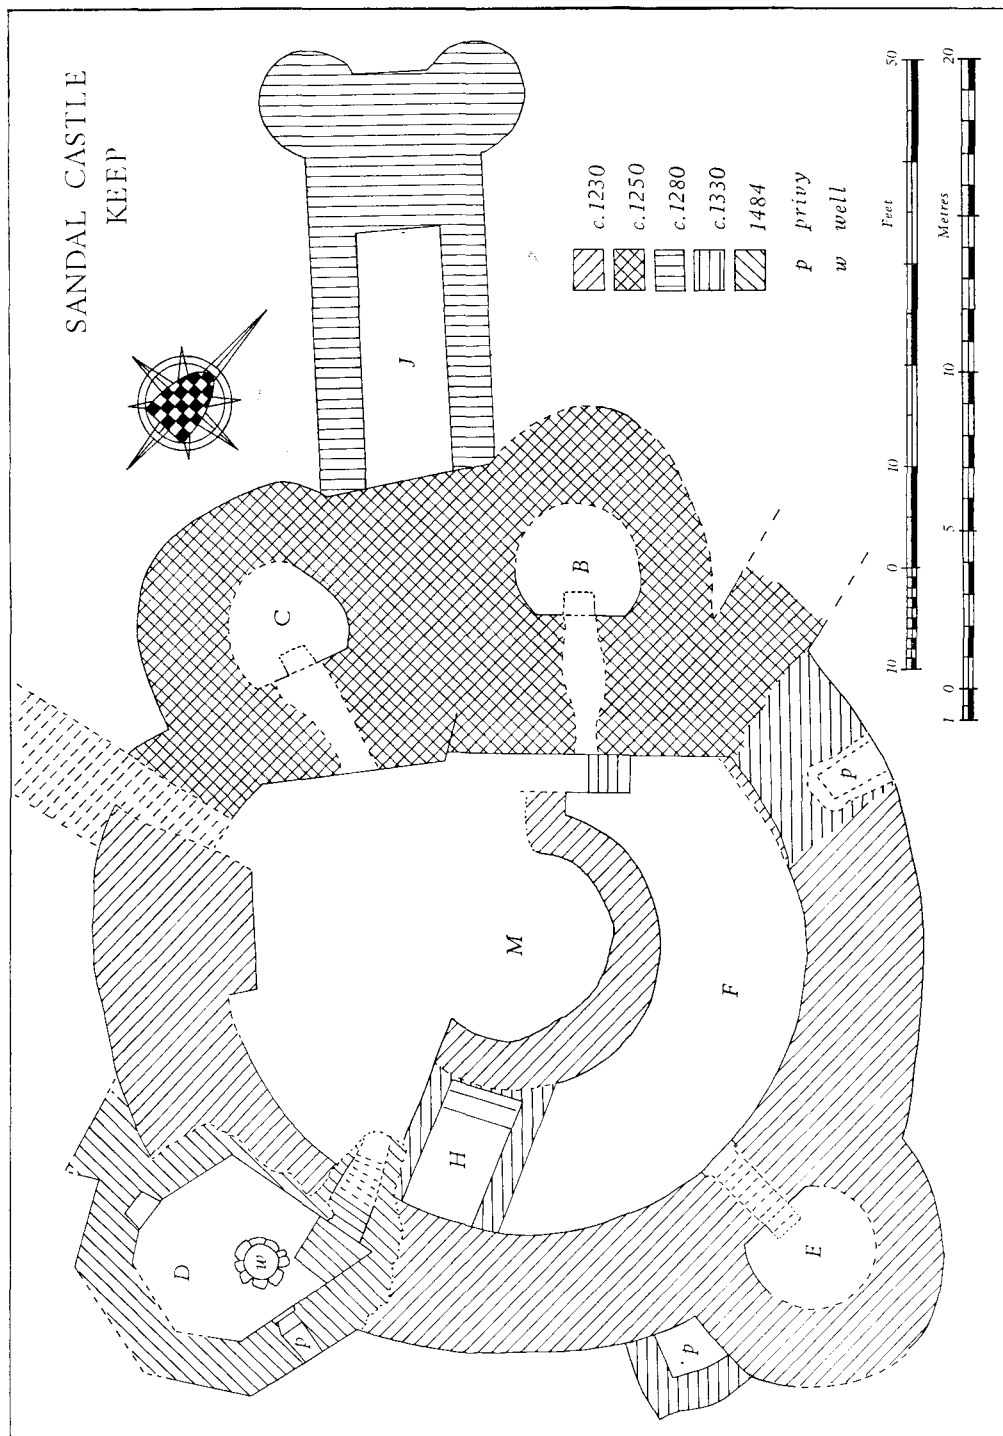 SANDAL CASTLE
KEEP
c.1230
c.1250
c.1280
c.1330
1484
p privy
w well
10 0 10 50
Feet
1 0 5 10 20
Metres
J
C
B
M
F
H
D
w
E
p
p
p